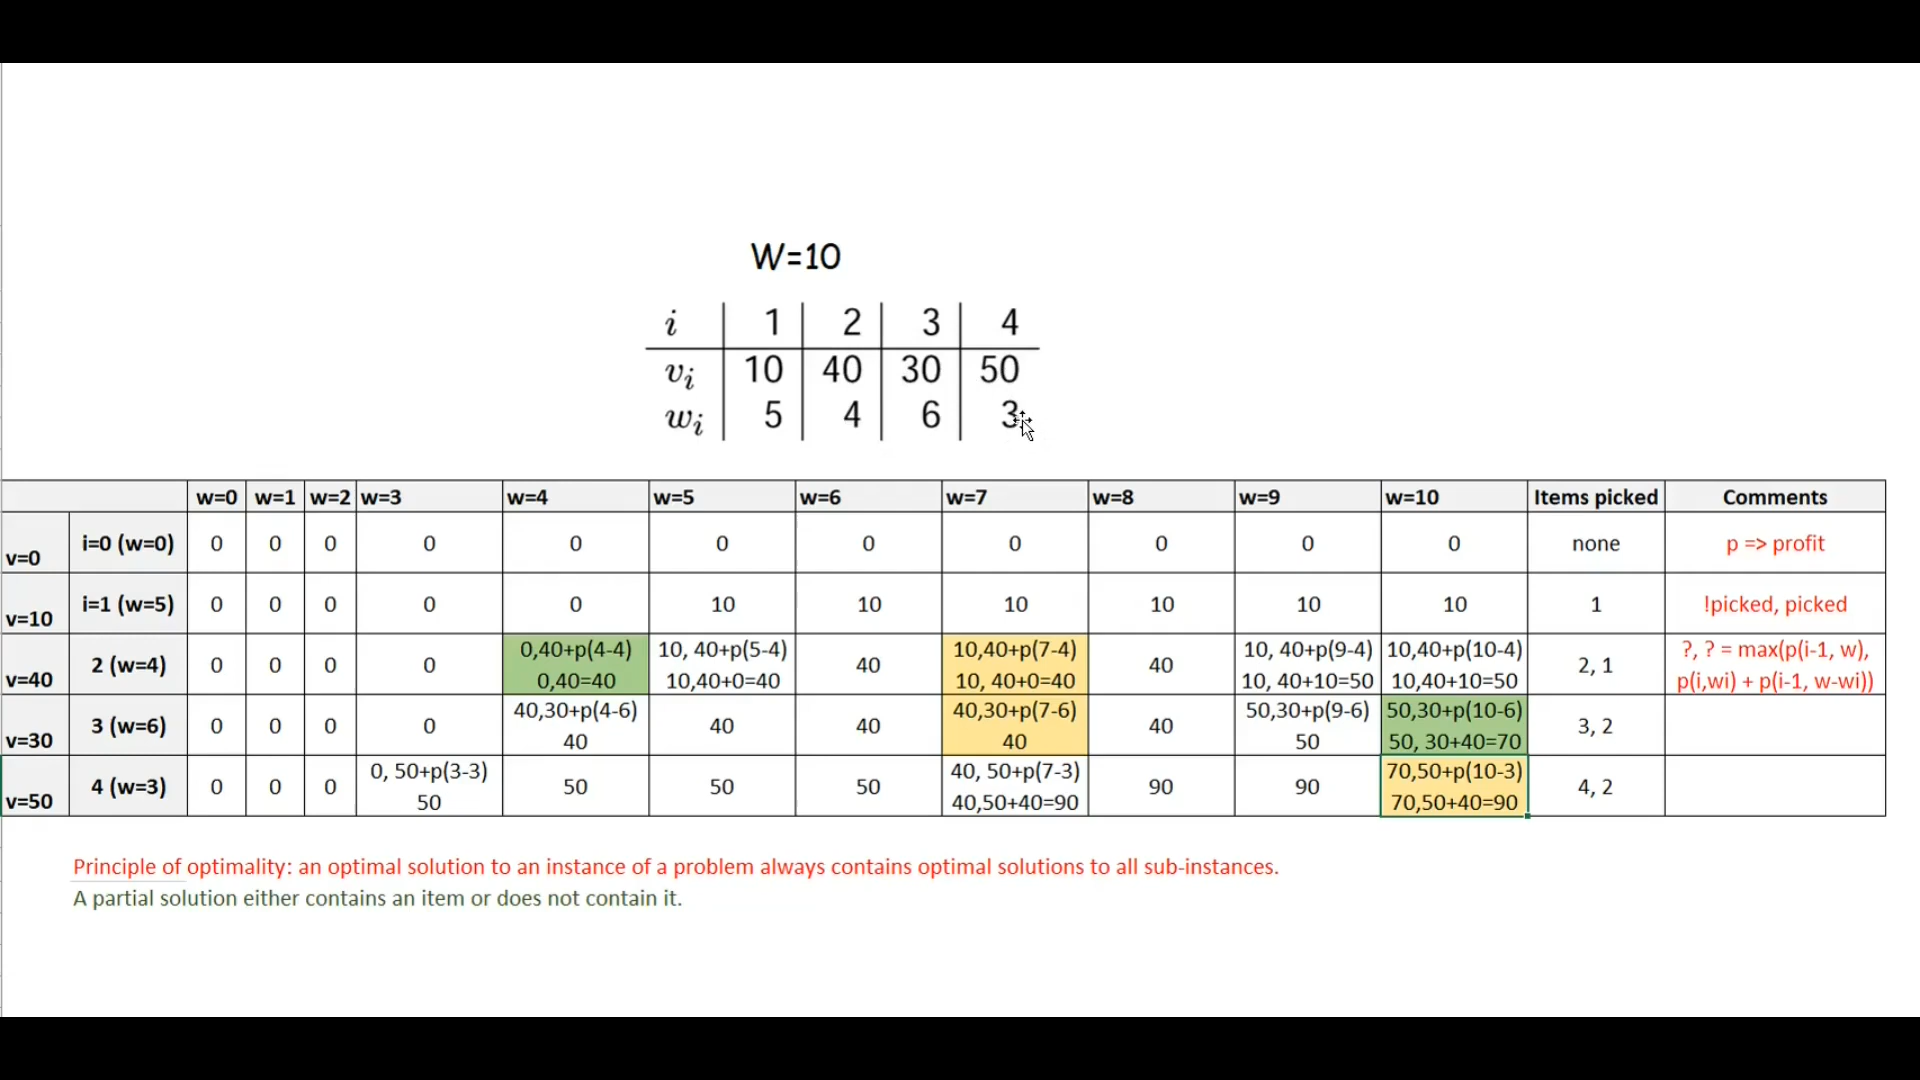 W=10
i 1 2 3 4
vi 10 40 30 50
wi 5 4 6 3
w=0 w=1 w=2 w=3 w=4 w=5 w=6 w=7 w=8 w=9 w=10 Items picked Comments
v=0 i=0 (w=0) 0 0 0 0 0 0 0 0 0 0 0 none p => profit
v=10 i=1 (w=5) 0 0 0 0 0 10 10 10 10 10 10 1 !picked, picked
0,40+p(4-4) 10, 40+p(5-4) 10,40+p(7-4) 10, 40+p(9-4) 10,40+p(10-4) ?, ? = max(p(i-1, w),
v=40 2 (w=4) 0 0 0 0 40 40 2, 1
0,40=40 10,40+0=40 10, 40+0=40 10, 40+10=50 10,40+10=50 p(i,wi) + p(i-1, w-wi))
40,30+p(4-6) 40,30+p(7-6) 50,30+p(9-6) 50,30+p(10-6)
v=30 3 (w=6) 0 0 0 0 40 40 40 3, 2
40 40 50 50, 30+40=70
0, 50+p(3-3) 40, 50+p(7-3) 70,50+p(10-3)
v=50 4 (w=3) 0 0 0 50 50 50 90 90 4, 2
50 40,50+40=90 70,50+40=90
Principle of optimality: an optimal solution to an instance of a problem always contains optimal solutions to all sub-instances.
A partial solution either contains an item or does not contain it.